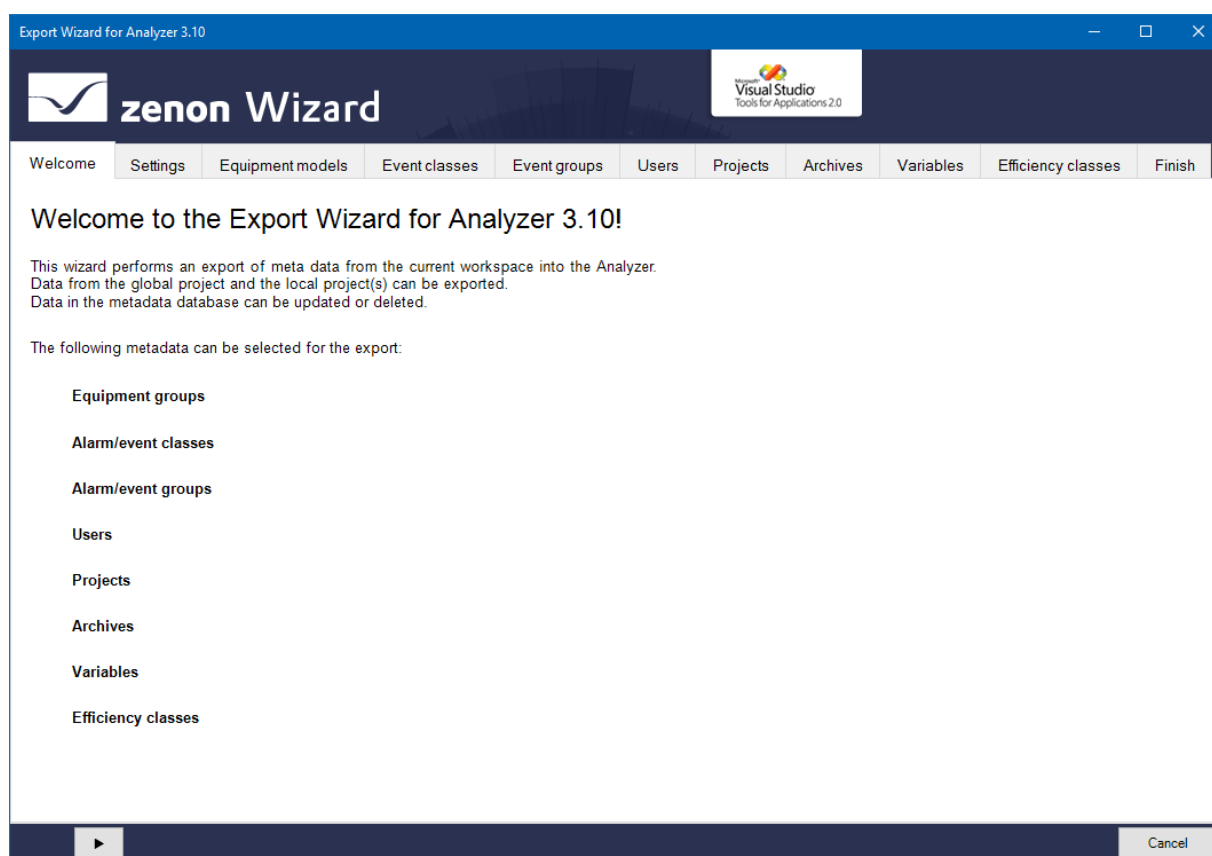 Export Wizard for Analyzer 3.10
zenon Wizard
Microsoft
Visual Studio
Tools for Applications 2.0
Welcome Settings Equipment models Event classes Event groups Users Projects Archives Variables Efficiency classes Finish
Welcome to the Export Wizard for Analyzer 3.10!
This wizard performs an export of meta data from the current workspace into the Analyzer.
Data from the global project and the local project(s) can be exported.
Data in the metadata database can be updated or deleted.
The following metadata can be selected for the export:
Equipment groups
Alarm/event classes
Alarm/event groups
Users
Projects
Archives
Variables
Efficiency classes
Cancel